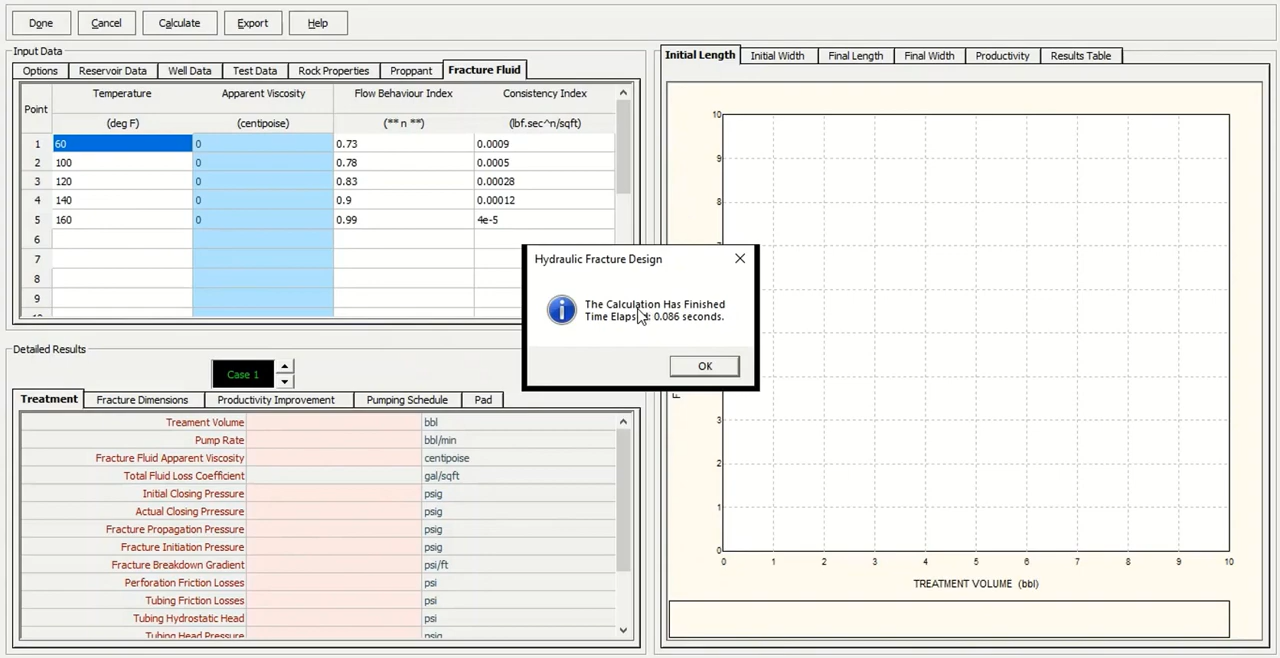 Done Cancel Calculate Export Help
Input Data
Options Reservoir Data Well Data Test Data Rock Properties Proppant Fracture Fluid
Point Temperature Apparent Viscosity Flow Behaviour Index Consistency Index
(deg F) (centipoise) (** n **) (lbf.sec^n/sqft)
1 60 0 0.73 0.0009
2 100 0 0.78 0.0005
3 120 0 0.83 0.00028
4 140 0 0.9 0.00012
5 160 0 0.99 4e-5
6
7
8
9
Hydraulic Fracture Design
The Calculation Has Finished
Time Elapsed: 0.086 seconds.
OK
Detailed Results
Case 1
Treatment Fracture Dimensions Productivity Improvement Pumping Schedule Pad
Treament Volume bbl
Pump Rate bbl/min
Fracture Fluid Apparent Viscosity centipoise
Total Fluid Loss Coefficient gal/sqft
Initial Closing Pressure psig
Actual Closing Pressure psig
Fracture Propagation Pressure psig
Fracture Initiation Pressure psig
Fracture Breakdown Gradient psi/ft
Perforation Friction Losses psi
Tubing Friction Losses psi
Tubing Hydrostatic Head psi
Tubing Head Pressure psig
Initial Length Initial Width Final Length Final Width Productivity Results Table
10
9
8
3
2
1
0
0 1 2 3 4 5 6 7 8 9 10
TREATMENT VOLUME (bbl)